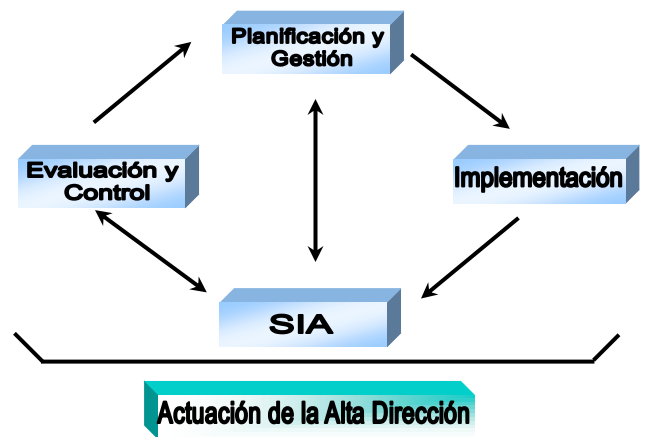 Planificación y
Gestión
Evaluación y
Control
Implementación
SIA
Actuación de la Alta Dirección